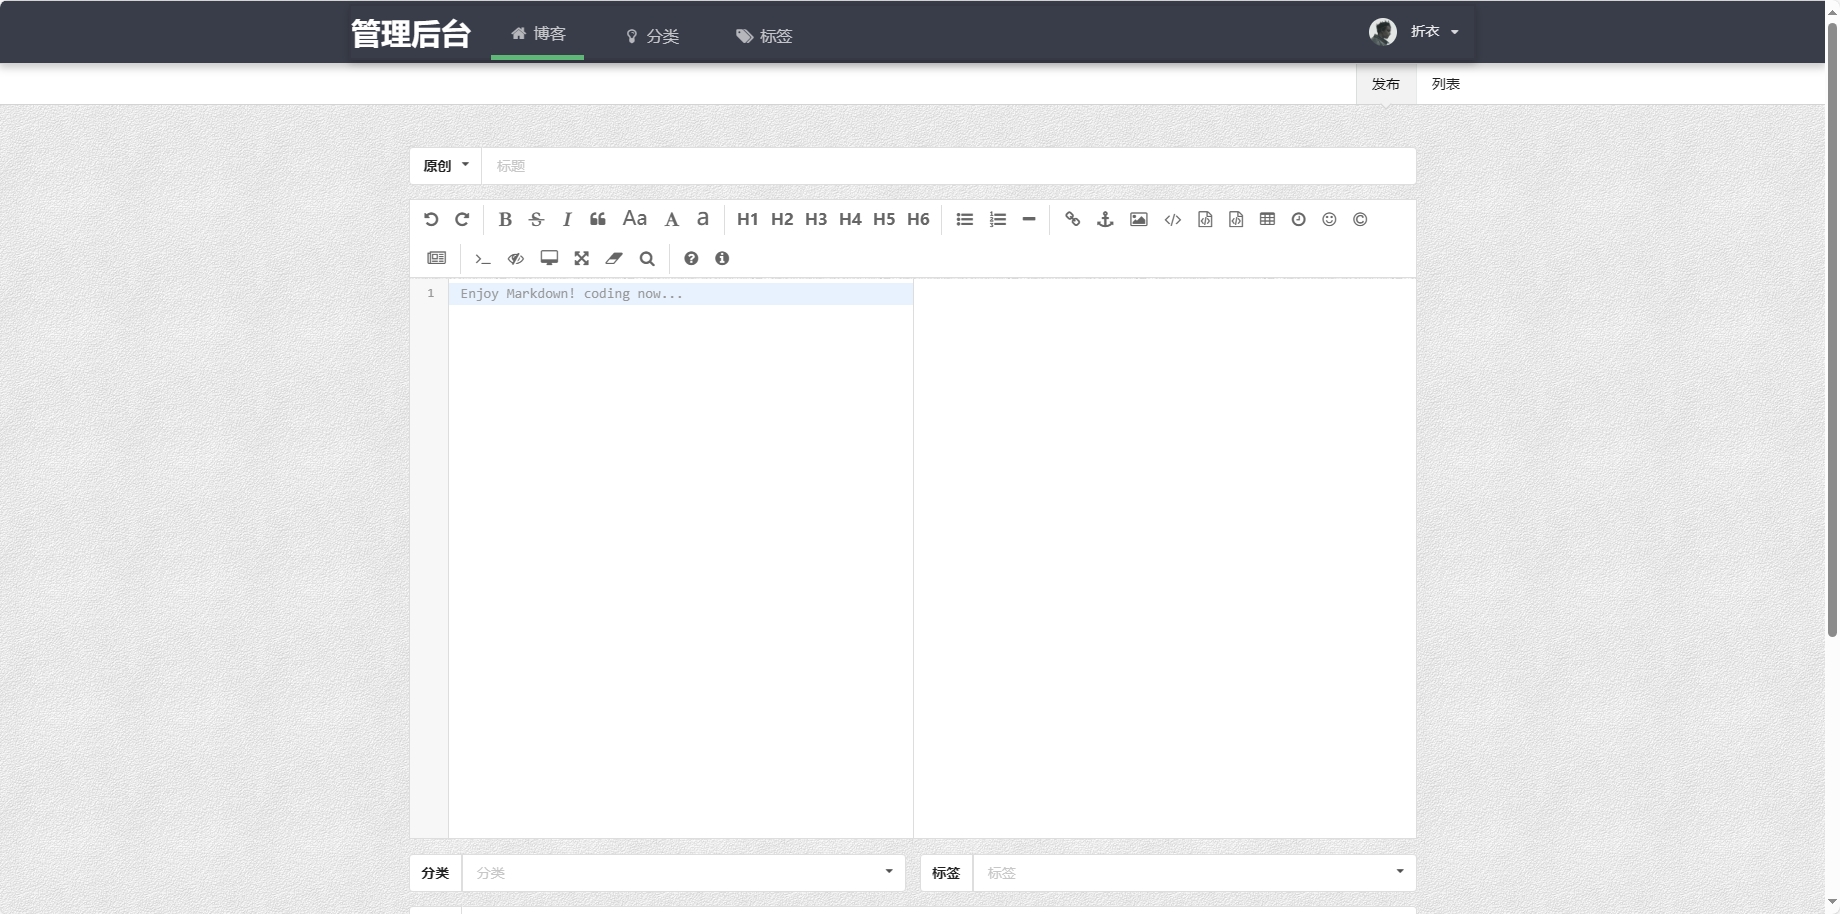 管理后台 博客 分类 标签 折衣
发布 列表
原创 标题
B S I Aa A a H1 H2 H3 H4 H5 H6
1 Enjoy Markdown! coding now...
分类 分类 标签 标签